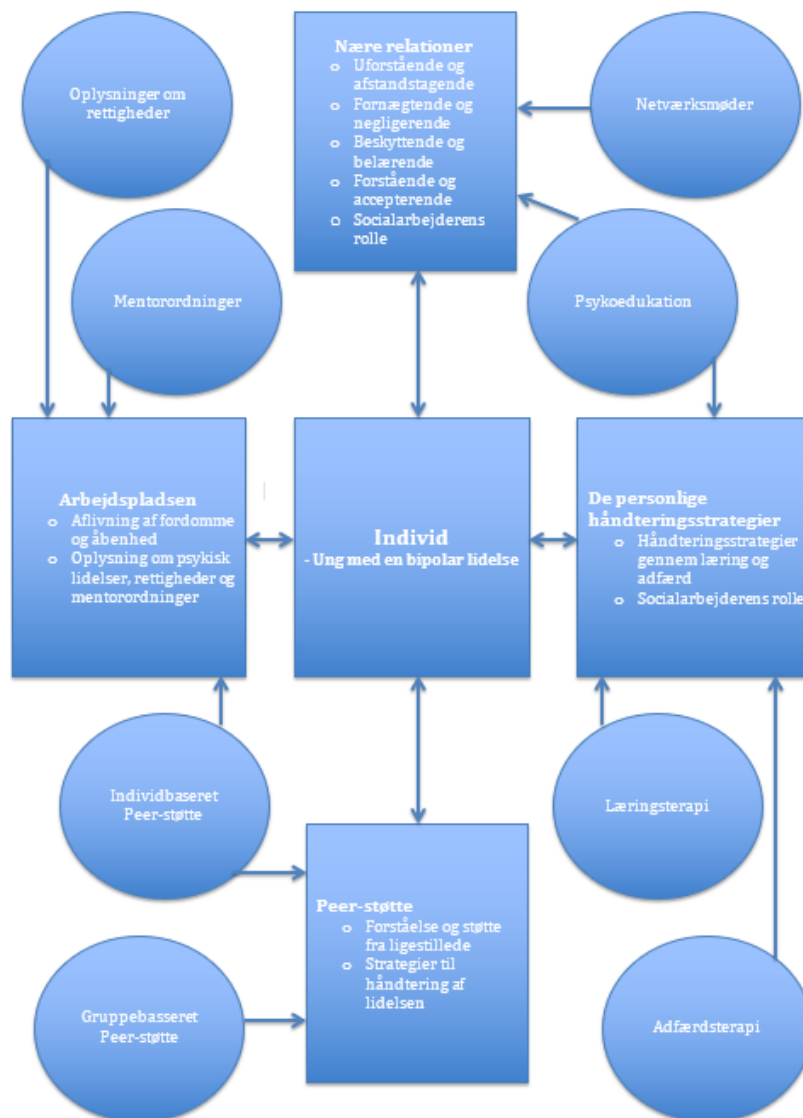 Nære relationer
o Uforstående og
afstandstagende
o Fornægtende og
negligerende
o Beskyttende og
belærende
o Forstående og
accepterende
o Socialarbejderens
rolle
Oplysninger om
rettigheder
Netværksmøder
Mentorordninger
Psykoedukation
Arbejdspladsen
o Aflivning af fordomme
og åbenhed
o Oplysning om psykisk
lidelser, rettigheder og
mentorordninger
Individ
- Ung med en bipolar lidelse
De personlige
håndteringsstrategier
o Håndteringsstrategier
gennem læring og
adfærd
o Socialarbejderens rolle
Individbaseret
Peer-støtte
Læringsterapi
Peer-støtte
o Forståelse og støtte
fra ligestillede
o Strategier til
håndtering af
lidelsen
Gruppebasseret
Peer-støtte
Adfærdsterapi